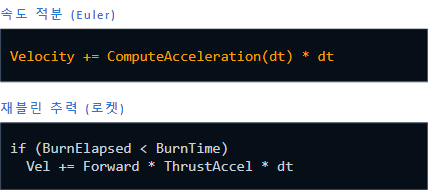 속도 적분 (Euler)
Velocity += ComputeAcceleration(dt) * dt
재블린 추력 (로켓)
if (BurnElapsed < BurnTime)
  Vel += Forward * ThrustAccel * dt